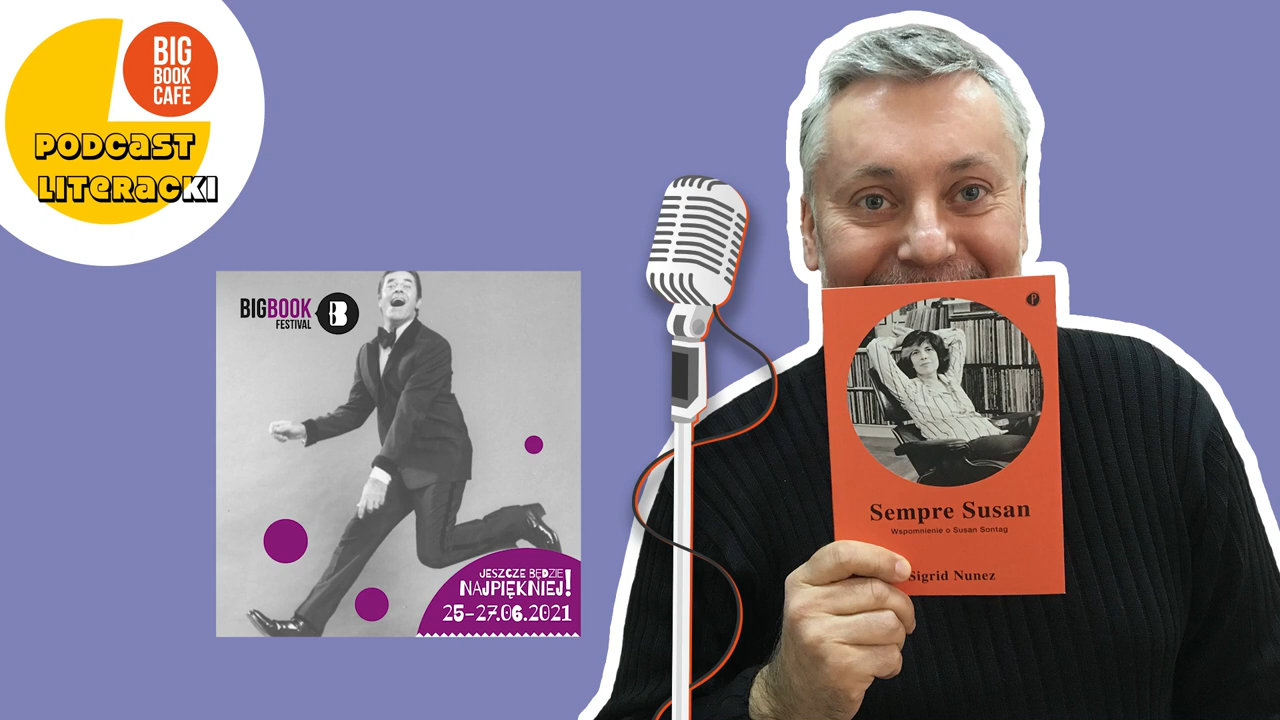 BIG
BOOK
CAFE
PODCAST
LITERACKI
BIGBOOK
FESTIVAL
B
JESZCZE BĘDZIE
NAJPIĘKNIEJ!
25-27.06.2021
P
Sempre Susan
Wspomnienie o Susan Sontag
Sigrid Nunez